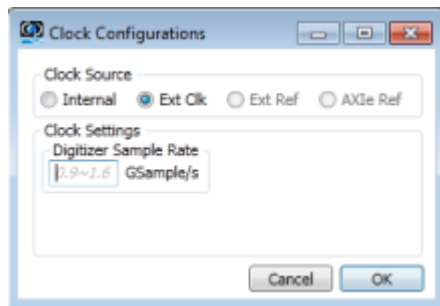 Clock Configurations
Clock Source
Internal Ext Clk Ext Ref AXIe Ref
Clock Settings
Digitizer Sample Rate
0.9~1.6 GSample/s
Cancel OK